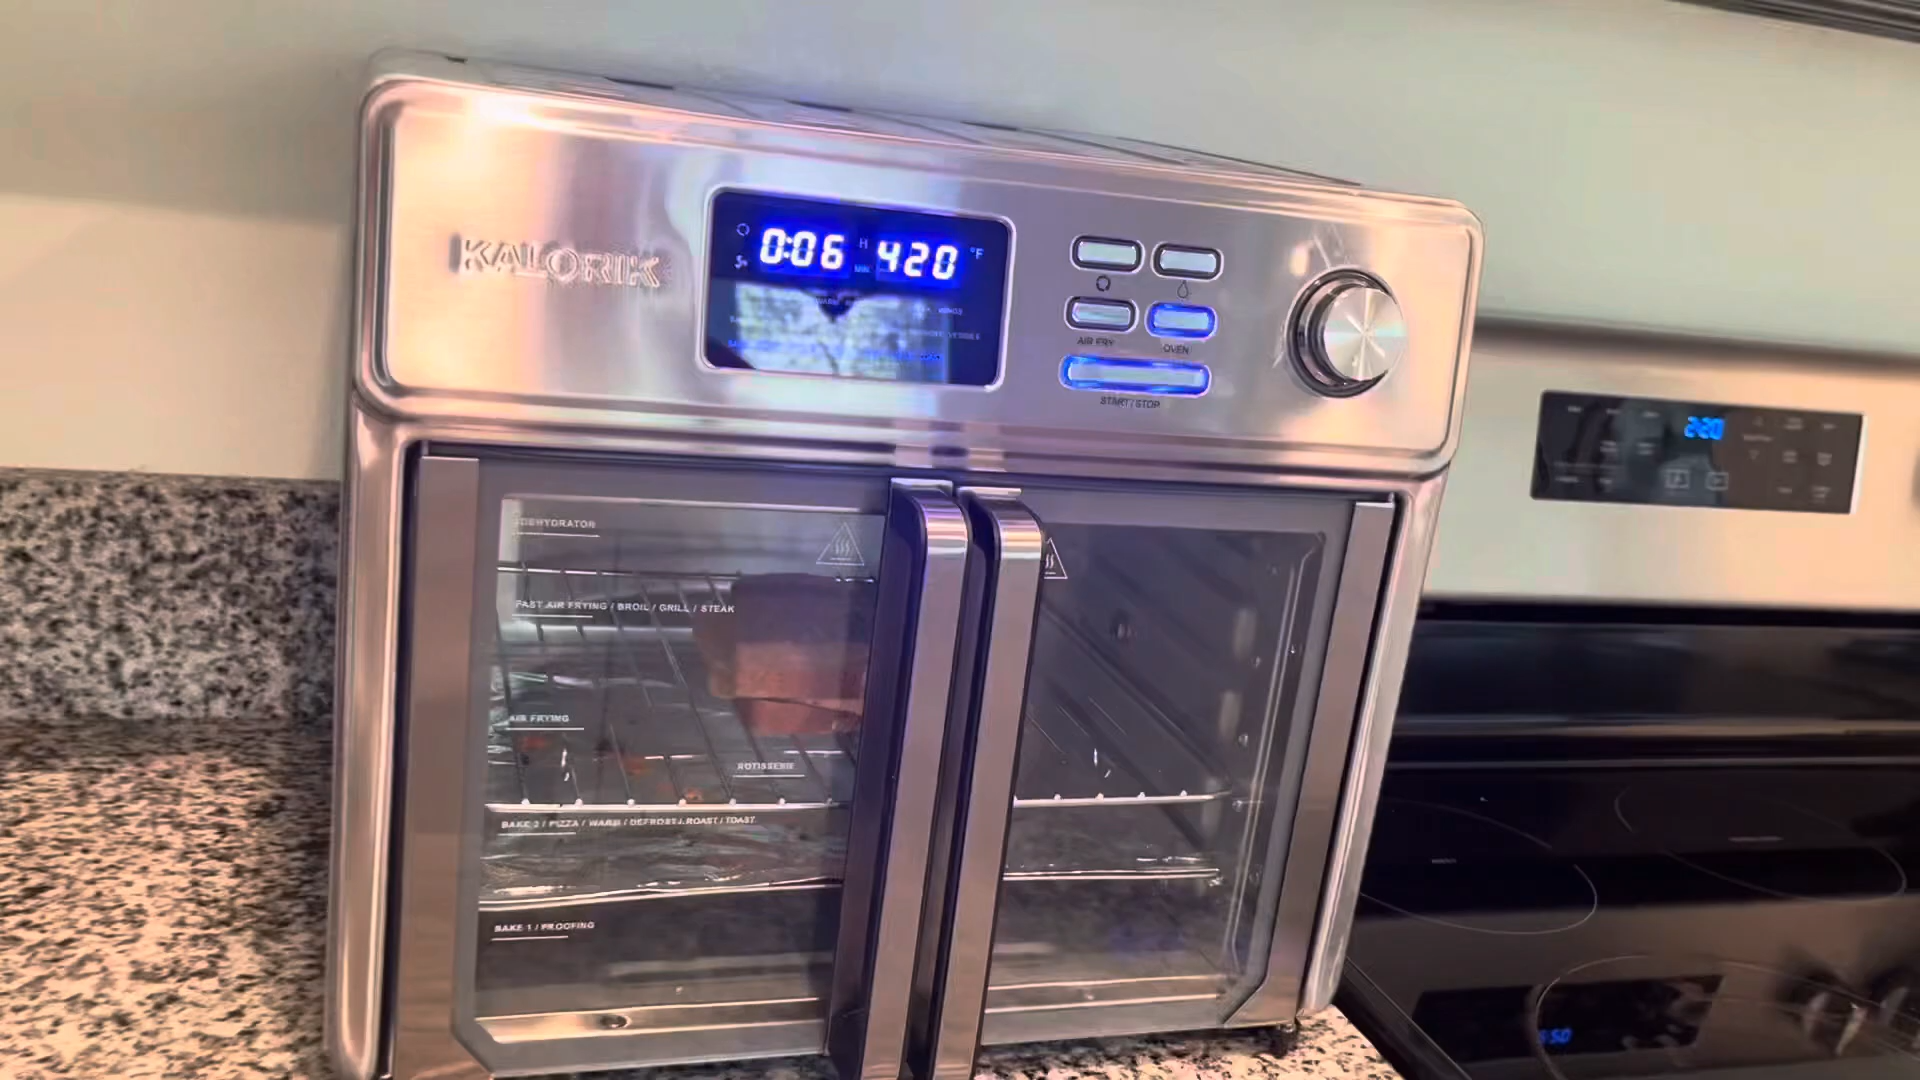 KALORIK
0:06 H 420 °F
MIN
AIR FRY
OVEN
START/STOP
2:20
DEHYDRATOR
FAST AIR FRYING / BROIL / GRILL / STEAK
AIR FRYING
ROTISSERIE
BAKE 2 / PIZZA / WARM / DEFROST / ROAST / TOAST
BAKE 1 / PROOFING